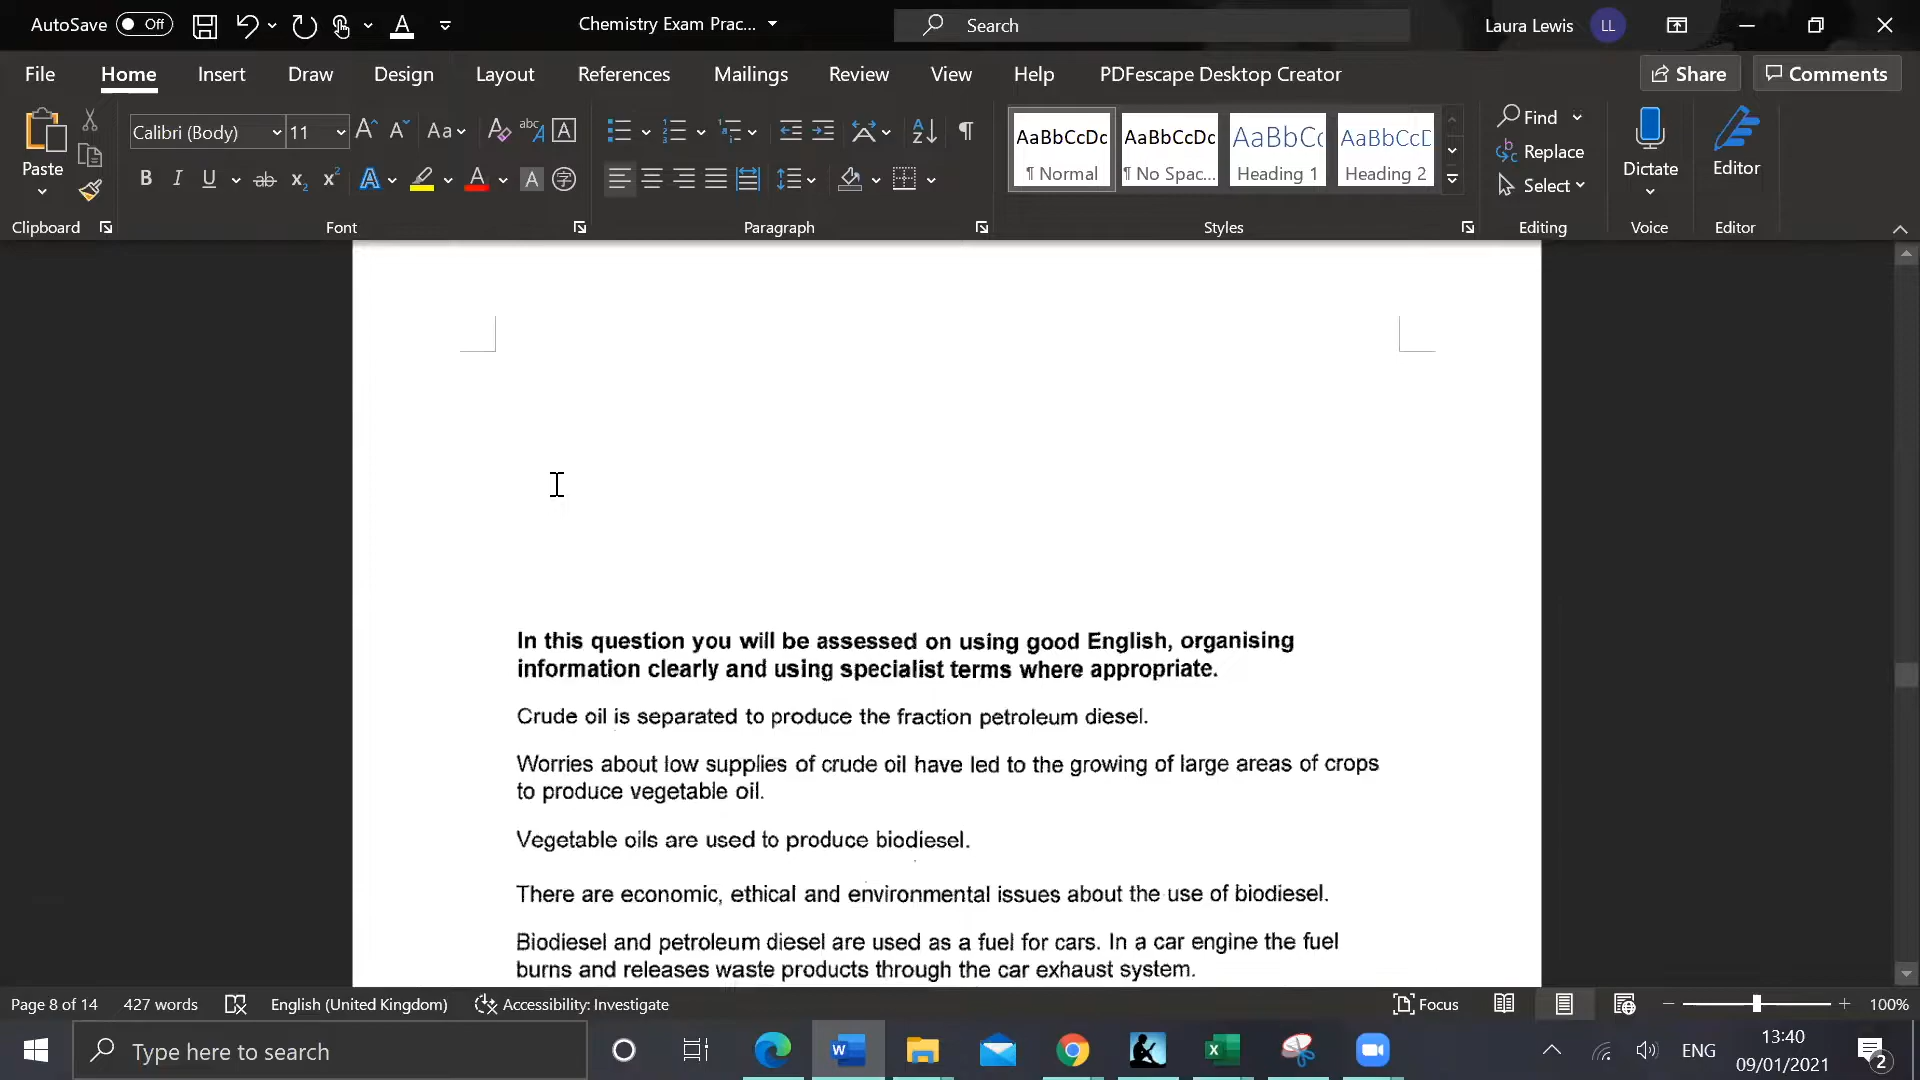 AutoSave Off Chemistry Exam Prac... Search Laura Lewis LL
File Home Insert Draw Design Layout References Mailings Review View Help PDFescape Desktop Creator Share Comments
Calibri (Body) 11 Aa AaBbCcDc AaBbCcDc AaBbCc AaBbCcD Find
Paste ¶ Normal ¶ No Spac... Heading 1 Heading 2 Replace Dictate Editor
Select
Clipboard Font Paragraph Styles Editing Voice Editor
In this question you will be assessed on using good English, organising
information clearly and using specialist terms where appropriate.
Crude oil is separated to produce the fraction petroleum diesel.
Worries about low supplies of crude oil have led to the growing of large areas of crops
to produce vegetable oil.
Vegetable oils are used to produce biodiesel.
There are economic, ethical and environmental issues about the use of biodiesel.
Biodiesel and petroleum diesel are used as a fuel for cars. In a car engine the fuel
burns and releases waste products through the car exhaust system.
Page 8 of 14 427 words English (United Kingdom) Accessibility: Investigate Focus 100%
Type here to search ENG 13:40
09/01/2021 2